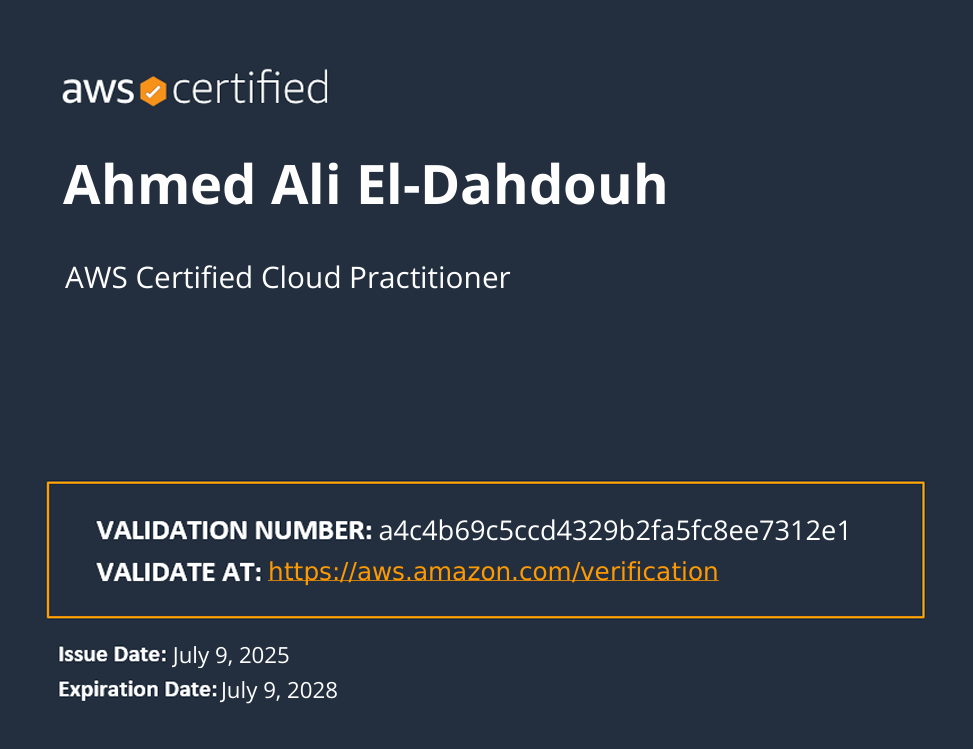 aws certified
Ahmed Ali El-Dahdouh
AWS Certified Cloud Practitioner
VALIDATION NUMBER: a4c4b69c5ccd4329b2fa5fc8ee7312e1
VALIDATE AT: https://aws.amazon.com/verification
Issue Date: July 9, 2025
Expiration Date: July 9, 2028